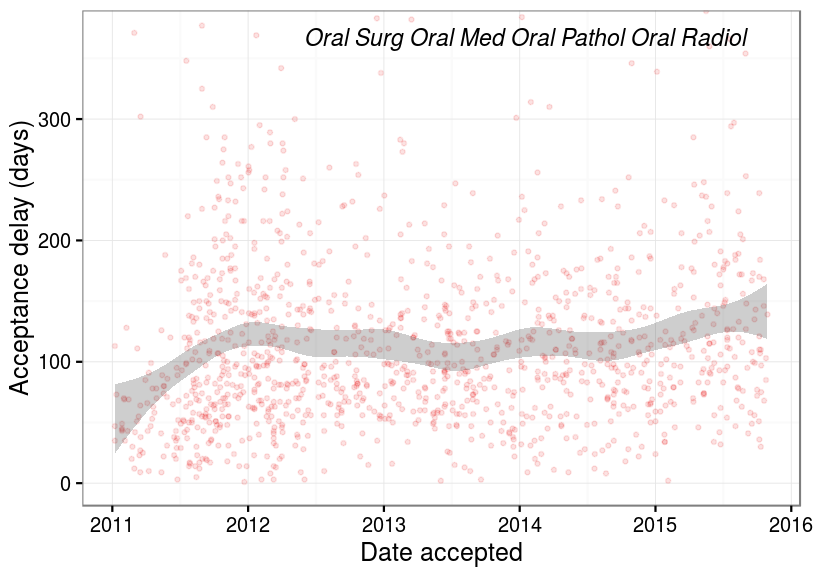 Oral Surg Oral Med Oral Pathol Oral Radiol
Acceptance delay (days)
300
200
100
0
2011 2012 2013 2014 2015 2016
Date accepted